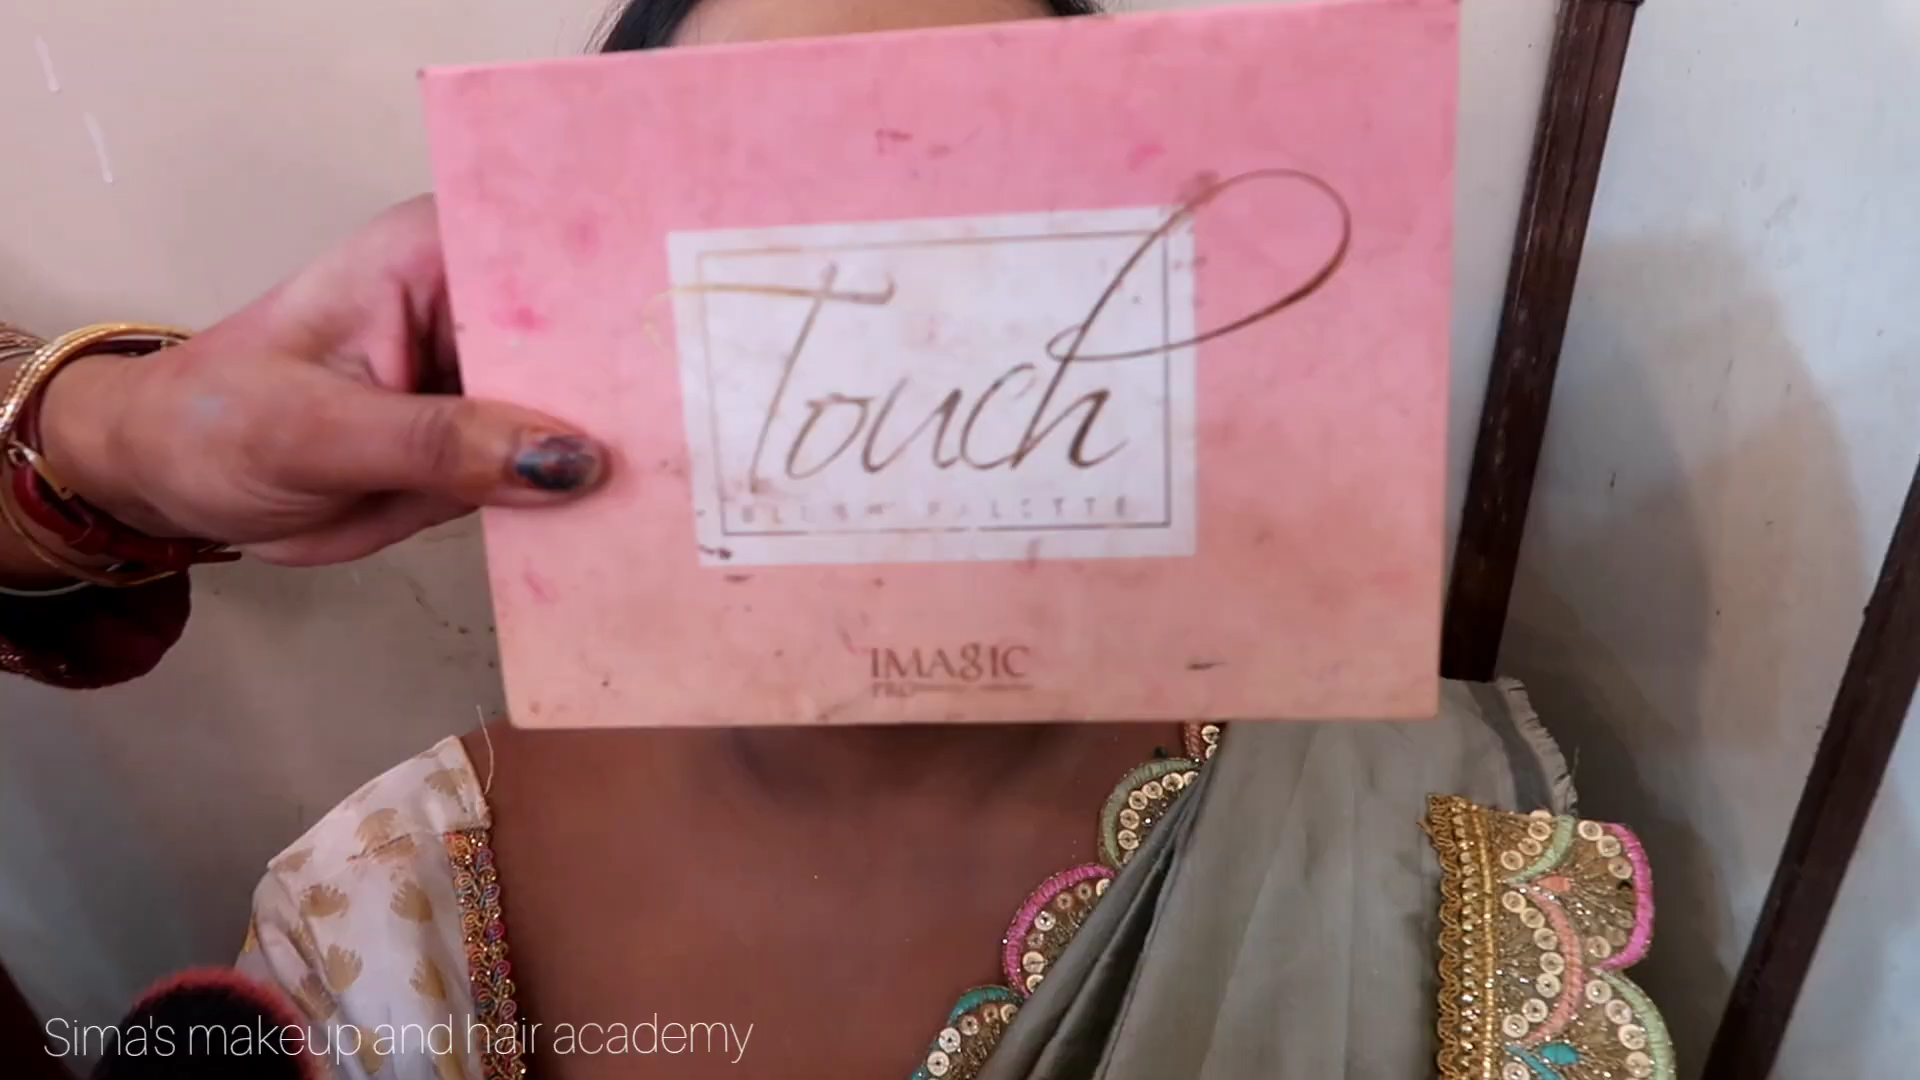 Touch
BLUSH PALETTE
IMAGIC
PRO
Sima's makeup and hair academy